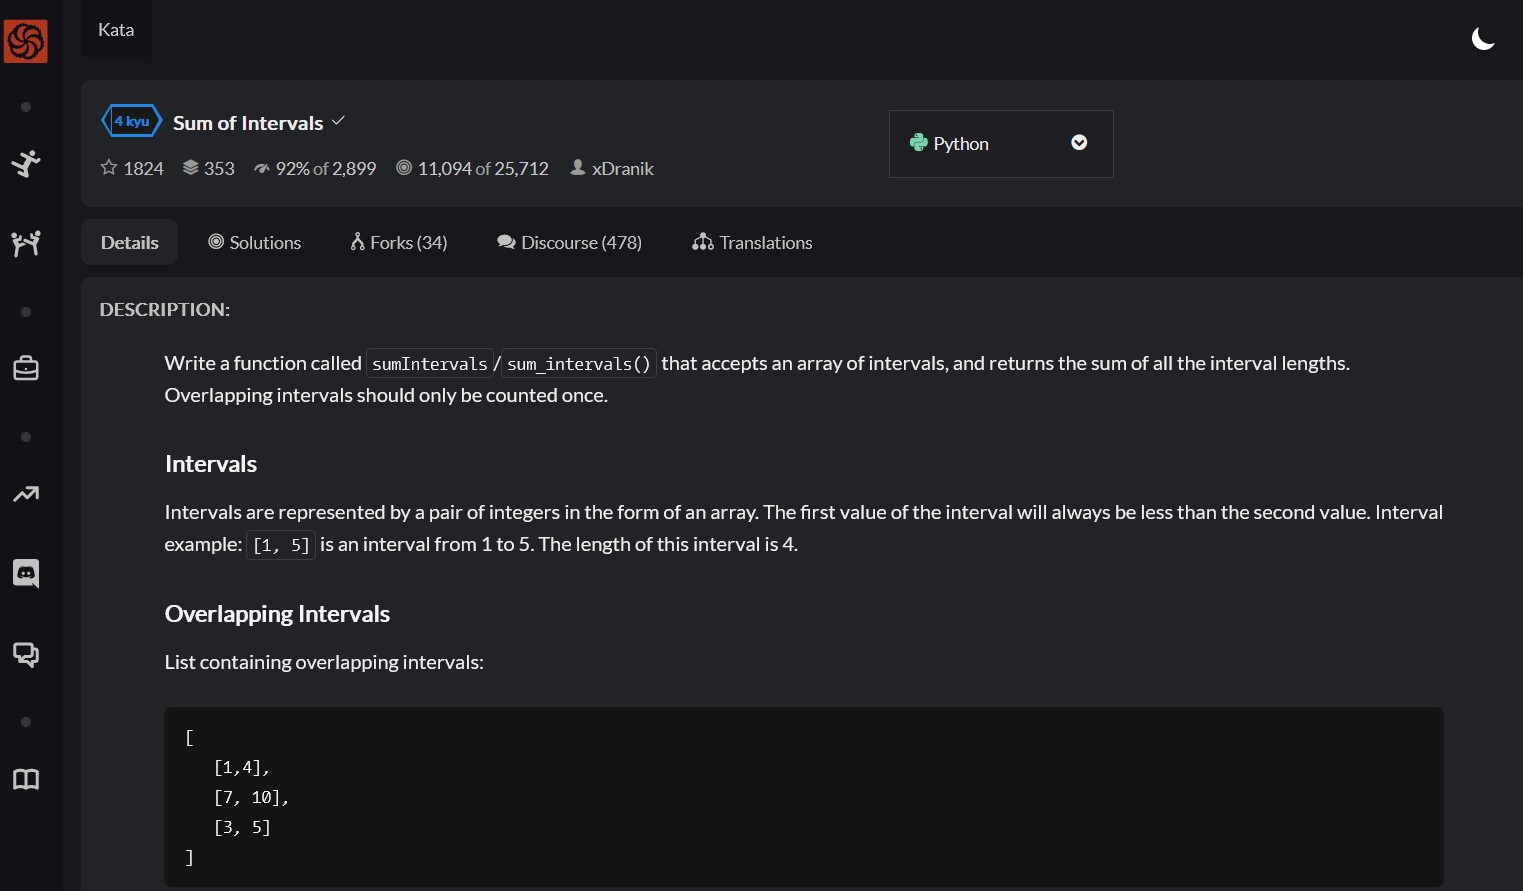 Kata
4 kyu Sum of Intervals
Python
1824 353 92% of 2,899 11,094 of 25,712 xDranik
Details Solutions Forks (34) Discourse (478) Translations
DESCRIPTION:
Write a function called sumIntervals/sum_intervals() that accepts an array of intervals, and returns the sum of all the interval lengths.
Overlapping intervals should only be counted once.
Intervals
Intervals are represented by a pair of integers in the form of an array. The first value of the interval will always be less than the second value. Interval
example: [1, 5] is an interval from 1 to 5. The length of this interval is 4.
Overlapping Intervals
List containing overlapping intervals:
[
[1,4],
[7, 10],
[3, 5]
]